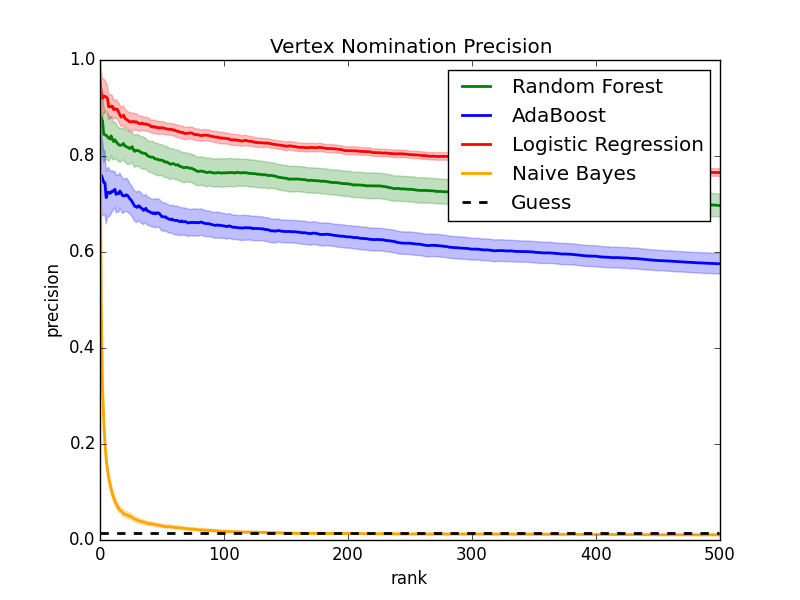 Vertex Nomination Precision
1.0
0.8
0.6
0.4
0.2
0.0
precision
Random Forest
AdaBoost
Logistic Regression
Naive Bayes
Guess
0
100
200
300
400
500
rank